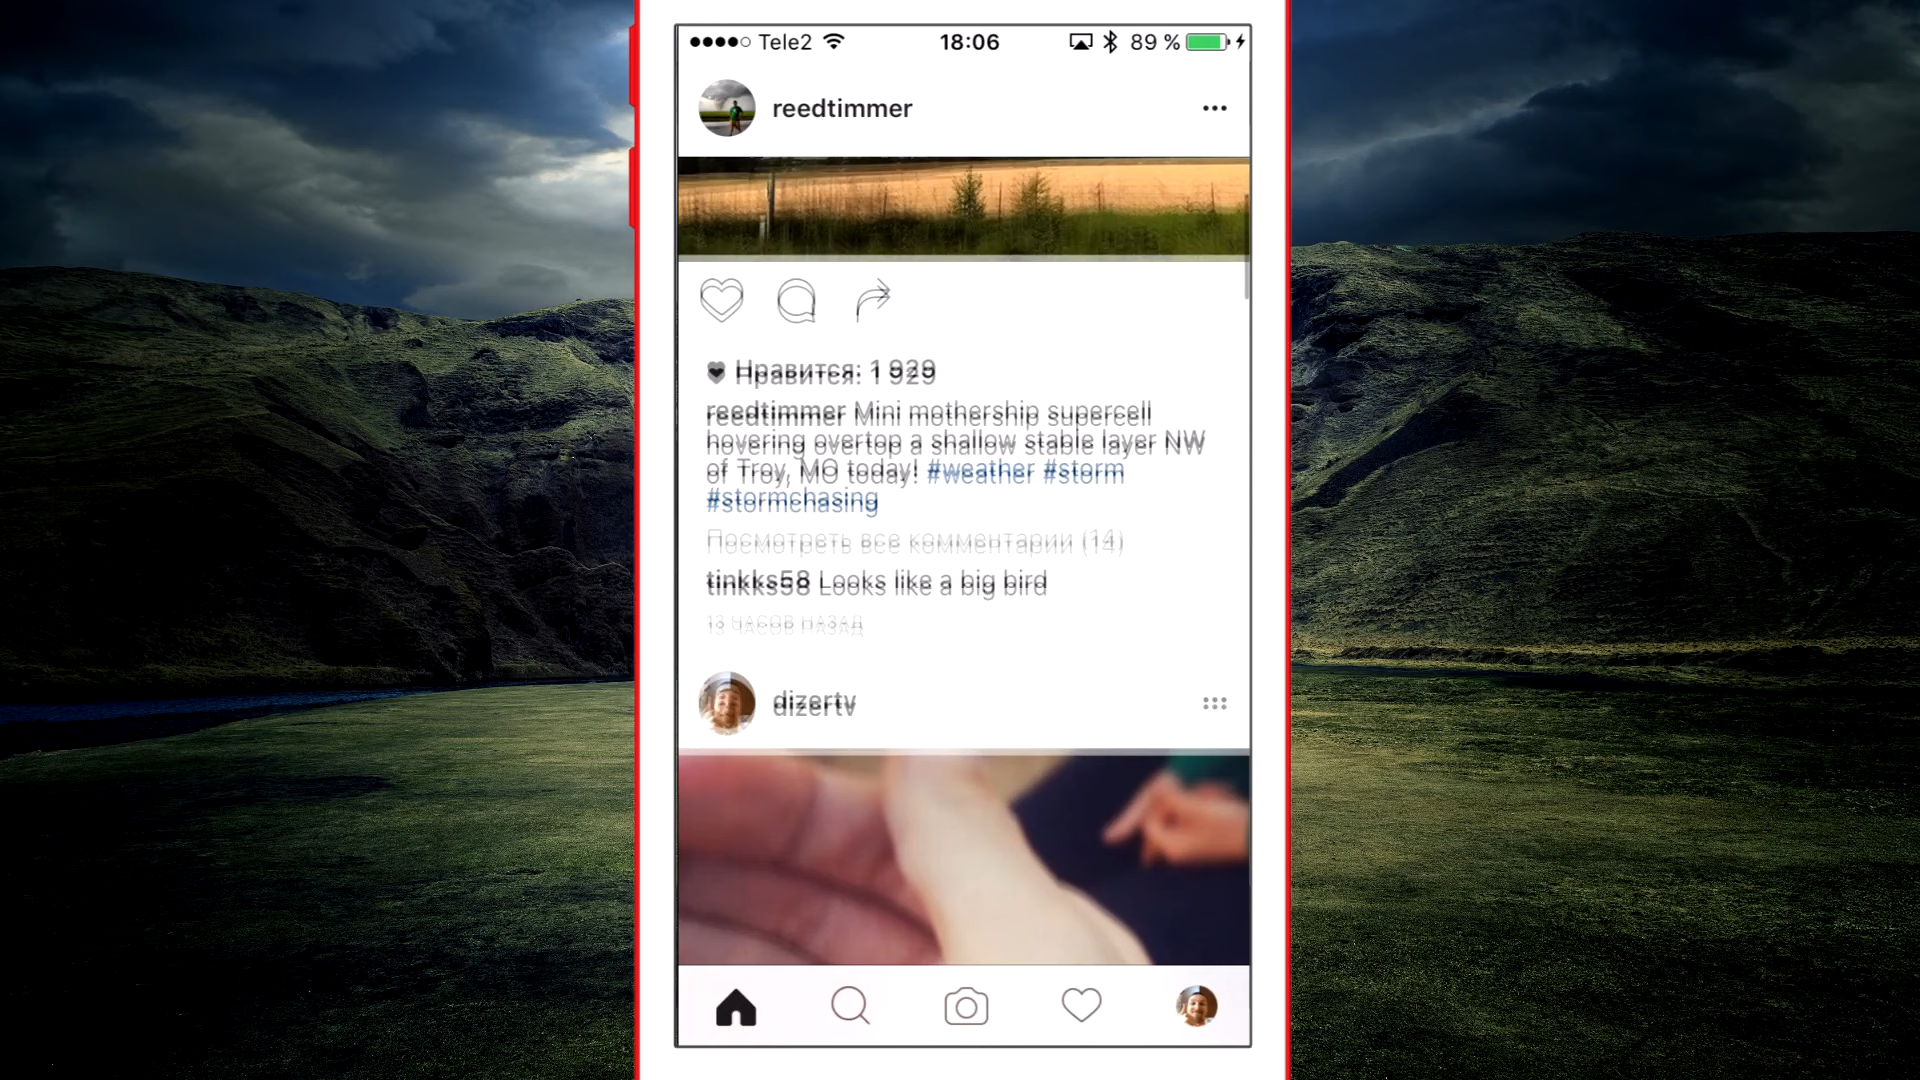 Tele2 18:06 89 %
reedtimmer
Нравится: 1 929
reedtimmer Mini mothership supercell
hovering overtop a shallow stable layer NW
of Troy, MO today! #weather #storm
#stormchasing
Посмотреть все комментарии (14)
tinkks58 Looks like a big bird
13 ЧАСОВ НАЗАД
dizertv